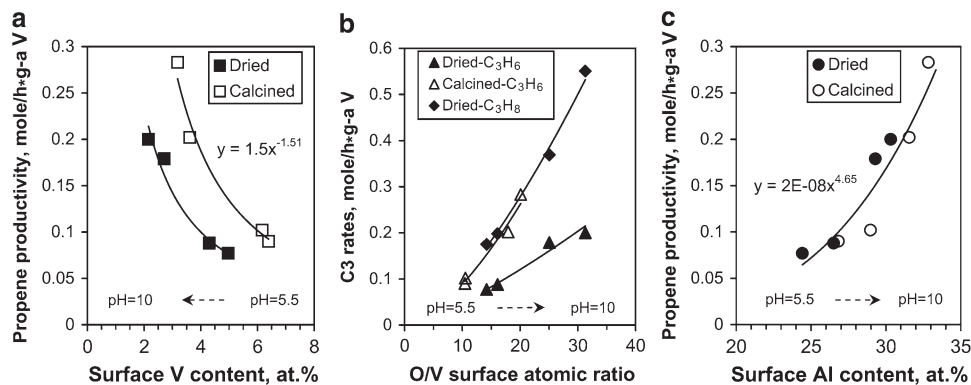 a
Propene productivity, mole/h*g-a V
0.3
0.25
0.2
0.15
0.1
0.05
0
Dried
Calcined
y = 1.5x-1.51
pH=10
pH=5.5
0 2 4 6 8
Surface V content, at.%
b
C3 rates, mole/h*g-a V
0.6
0.5
0.4
0.3
0.2
0.1
0
Dried-C3H6
Calcined-C3H6
Dried-C3H8
pH=5.5
pH=10
0 10 20 30 40
O/V surface atomic ratio
c
Propene productivity, mole/h*g-a V
0.3
0.25
0.2
0.15
0.1
0.05
0
Dried
Calcined
y = 2E-08x4.65
pH=5.5
pH=10
20 25 30 35
Surface Al content, at.%